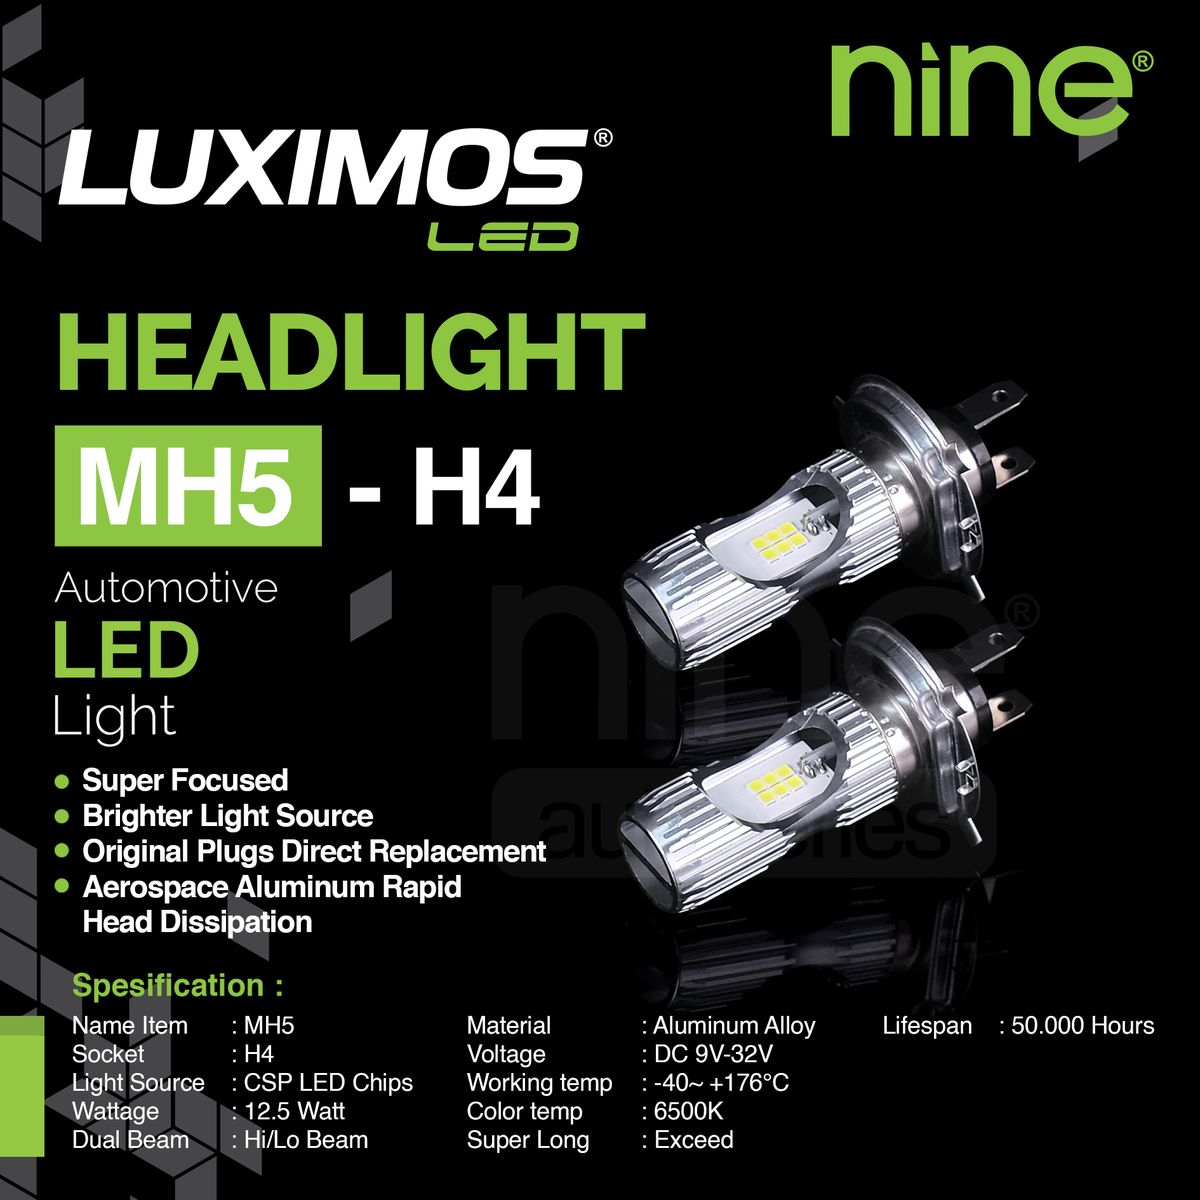 nine®
LUXIMOS®
LED
HEADLIGHT
MH5 - H4
Automotive
LED
Light
nine®
• Super Focused
• Brighter Light Source
• Original Plugs Direct Replacement
• Aerospace Aluminum Rapid
Head Dissipation
Spesification :
Name Item : MH5
Socket : H4
Light Source : CSP LED Chips
Wattage : 12.5 Watt
Dual Beam : Hi/Lo Beam
Material : Aluminum Alloy
Voltage : DC 9V-32V
Working temp : -40~ +176°C
Color temp : 6500K
Super Long : Exceed
Lifespan : 50.000 Hours